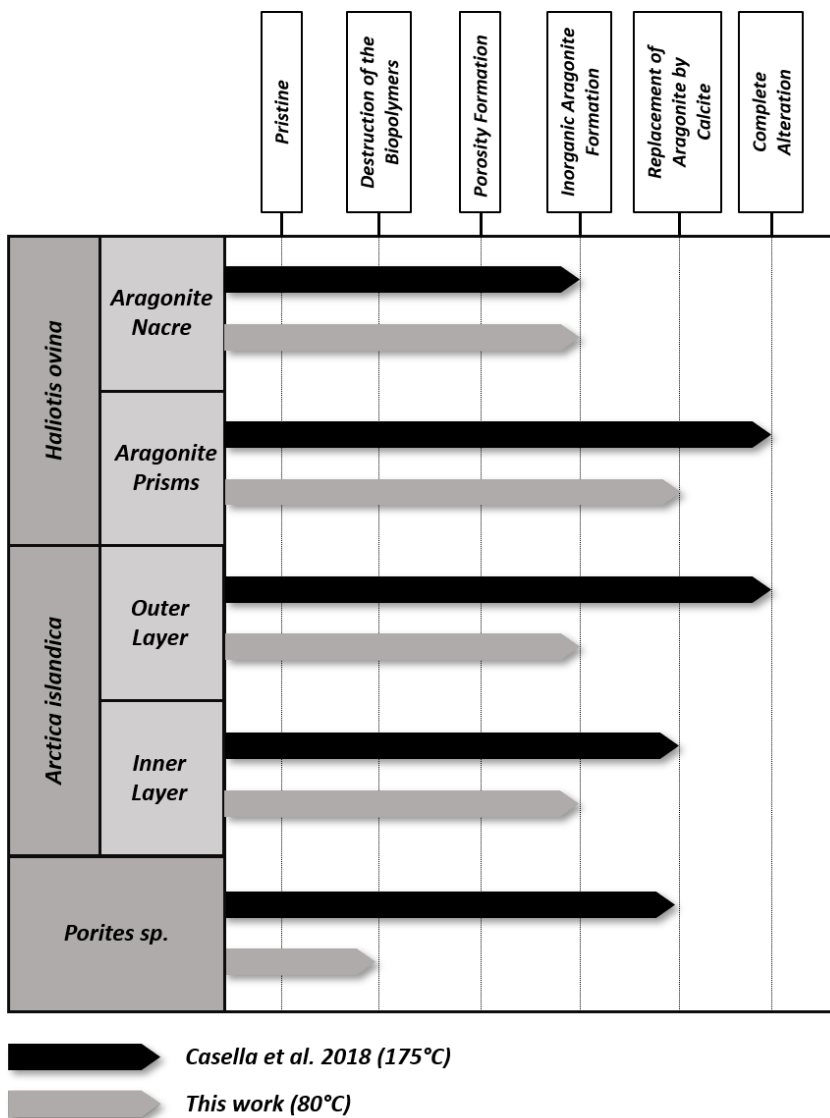 Pristine
Destruction of the
Biopolymers
Porosity Formation
Inorganic Aragonite
Formation
Replacement of
Aragonite by
Calcite
Complete
Alteration
Haliotis ovina
Aragonite
Nacre
Aragonite
Prisms
Arctica islandica
Outer
Layer
Inner
Layer
Porites sp.
Casella et al. 2018 (175°C)
This work (80°C)